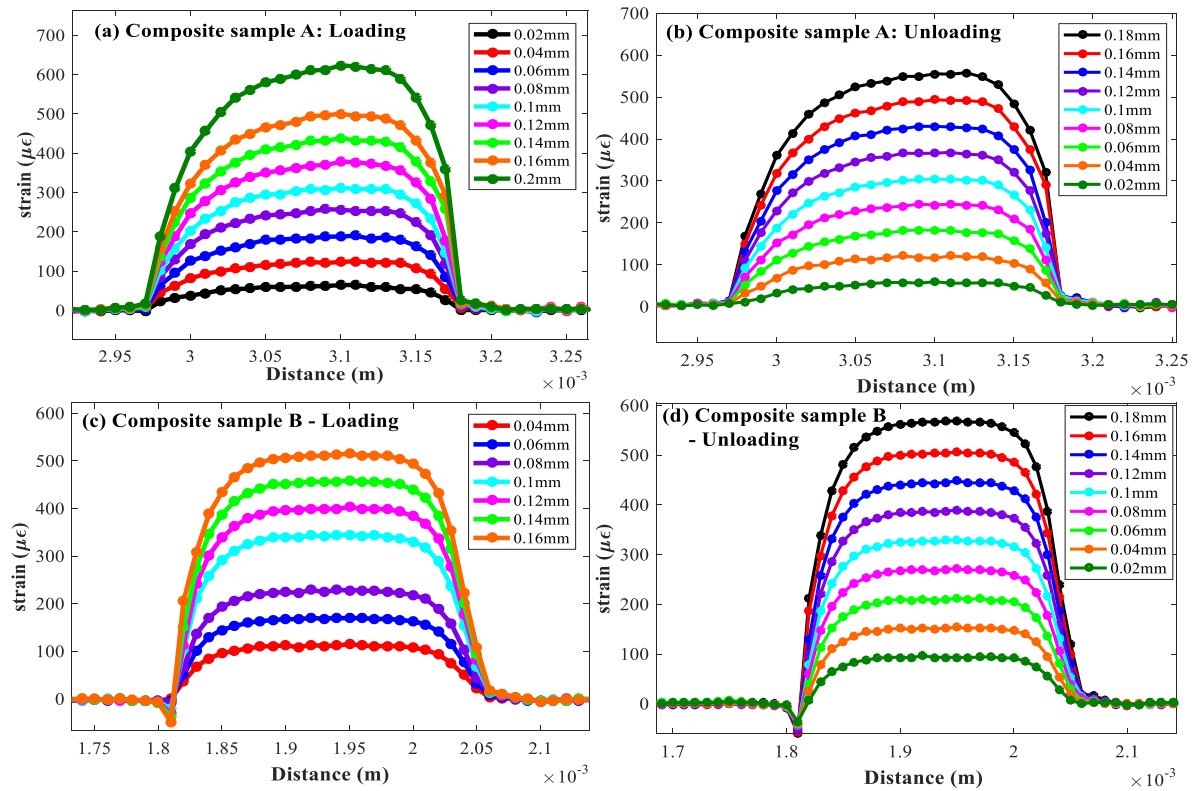 (a) Composite sample A: Loading
700
600
500
400
300
200
100
0
strain (με)
2.95
3
3.05
3.1
3.15
3.2
3.25
Distance (m)
×10⁻³
0.02mm
0.04mm
0.06mm
0.08mm
0.1mm
0.12mm
0.14mm
0.16mm
0.2mm
(b) Composite sample A: Unloading
700
600
500
400
300
200
100
0
strain (με)
2.95
3
3.05
3.1
3.15
3.2
3.25
Distance (m)
×10⁻³
0.18mm
0.16mm
0.14mm
0.12mm
0.1mm
0.08mm
0.06mm
0.04mm
0.02mm
(c) Composite sample B - Loading
600
500
400
300
200
100
0
strain (με)
1.75
1.8
1.85
1.9
1.95
2
2.05
2.1
Distance (m)
×10⁻³
0.04mm
0.06mm
0.08mm
0.1mm
0.12mm
0.14mm
0.16mm
(d) Composite sample B
- Unloading
600
500
400
300
200
100
0
strain (με)
1.7
1.8
1.9
2
2.1
Distance (m)
×10⁻³
0.18mm
0.16mm
0.14mm
0.12mm
0.1mm
0.08mm
0.06mm
0.04mm
0.02mm